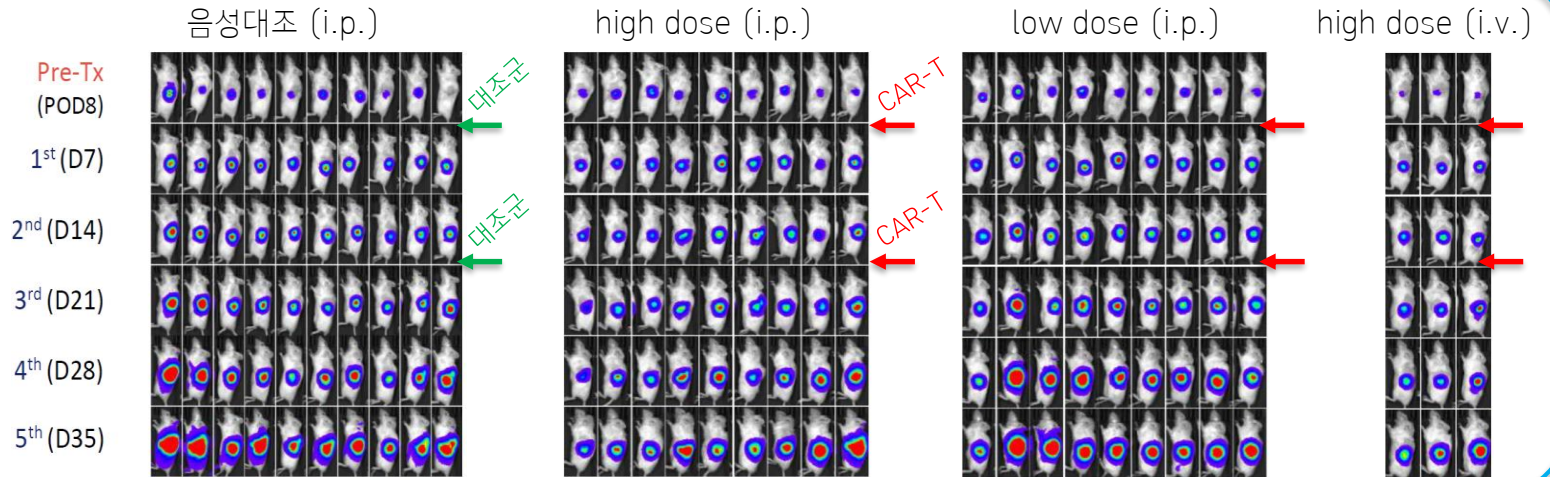 음성대조 (i.p.)
high dose (i.p.)
low dose (i.p.)
high dose (i.v.)
Pre-Tx
(POD8)
대조군
CAR-T
1st (D7)
2nd (D14)
대조군
CAR-T
3rd (D21)
4th (D28)
5th (D35)